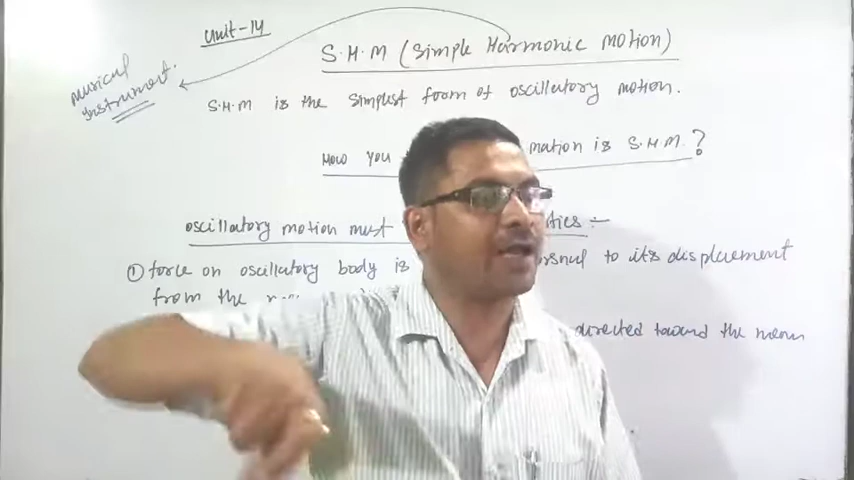 Unit-14
S.H.M (Simple Harmonic Motion)
musical
instrument.
S.H.M is the simplest form of oscillatory motion.
How you motion is S.H.M.?
oscillatory motion must ties :-
① force on oscillatory body is to its displacement
from the
directed toward the mean